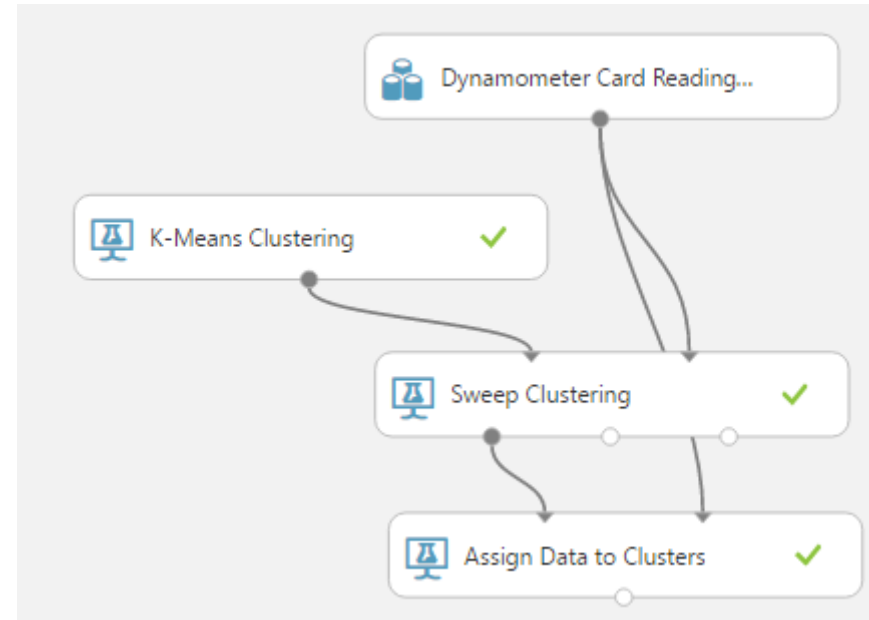 Dynamometer Card Reading...
K-Means Clustering
Sweep Clustering
Assign Data to Clusters